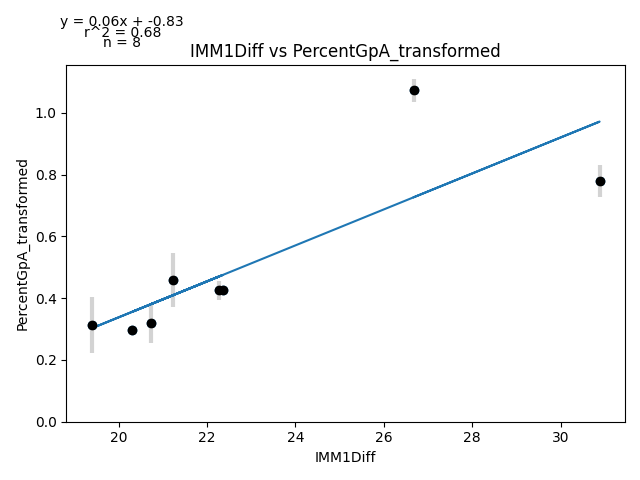 y = 0.06x + -0.83
r^2 = 0.68
n = 8
IMM1Diff vs PercentGpA_transformed
PercentGpA_transformed
1.0
0.8
0.6
0.4
0.2
0.0
20
22
24
26
28
30
IMM1Diff